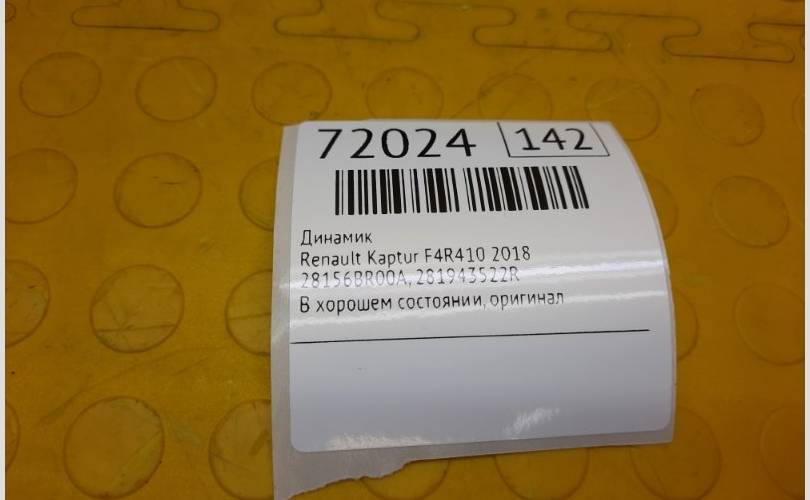 72024 142
Динамик
Renault Kaptur F4R410 2018
28156BR00A, 281943522R
В хорошем состоянии, оригинал